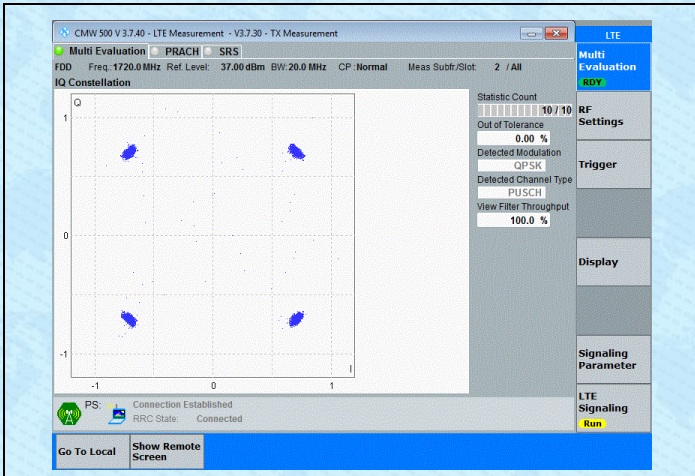 CMW 500 V 3.7.40 - LTE Measurement - V3.7.30 - TX Measurement
LTE
Multi Evaluation PRACH SRS
FDD Freq.:1720.0 MHz Ref. Level: 37.00 dBm BW: 20.0 MHz CP :Normal Meas Subfr./Slot: 2 / All
IQ Constellation
Q
1
0
-1
-1 0 1
I
Statistic Count
10 / 10
Out of Tolerance
0.00 %
Detected Modulation
QPSK
Detected Channel Type
PUSCH
View Filter Throughput
100.0 %
Multi
Evaluation
RDY
RF
Settings
Trigger
Display
Signaling
Parameter
LTE
Signaling
Run
PS: Connection Established
RRC State: Connected
Go To Local
Show Remote
Screen